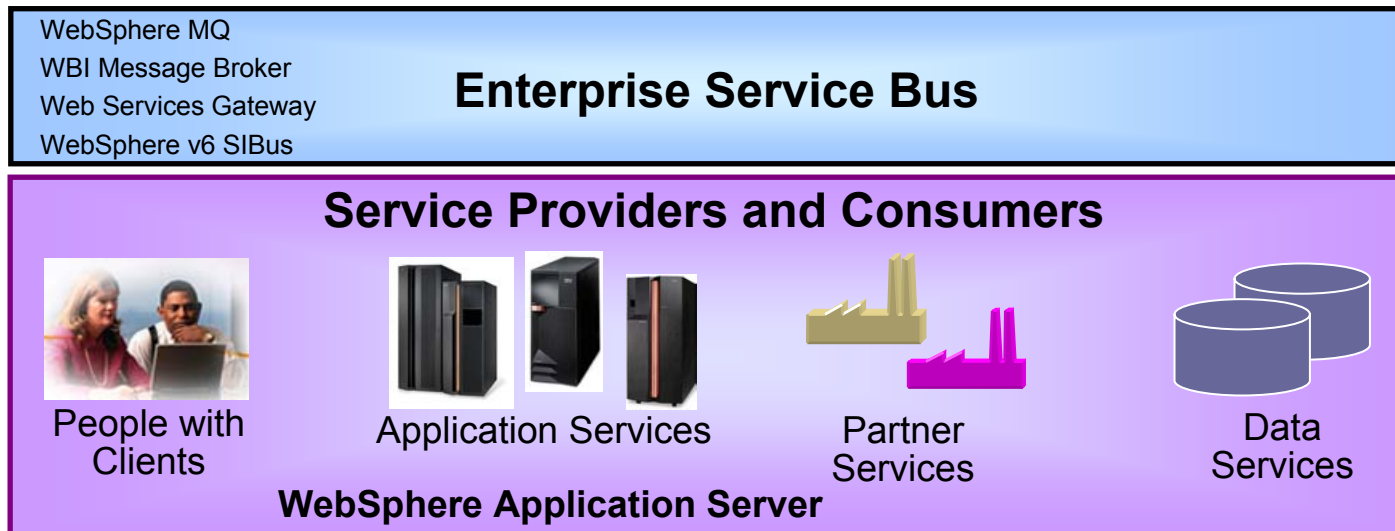 WebSphere MQ
WBI Message Broker
Web Services Gateway
WebSphere v6 SIBus
Enterprise Service Bus
Service Providers and Consumers
People with
Clients
Application Services
Partner
Services
Data
Services
WebSphere Application Server